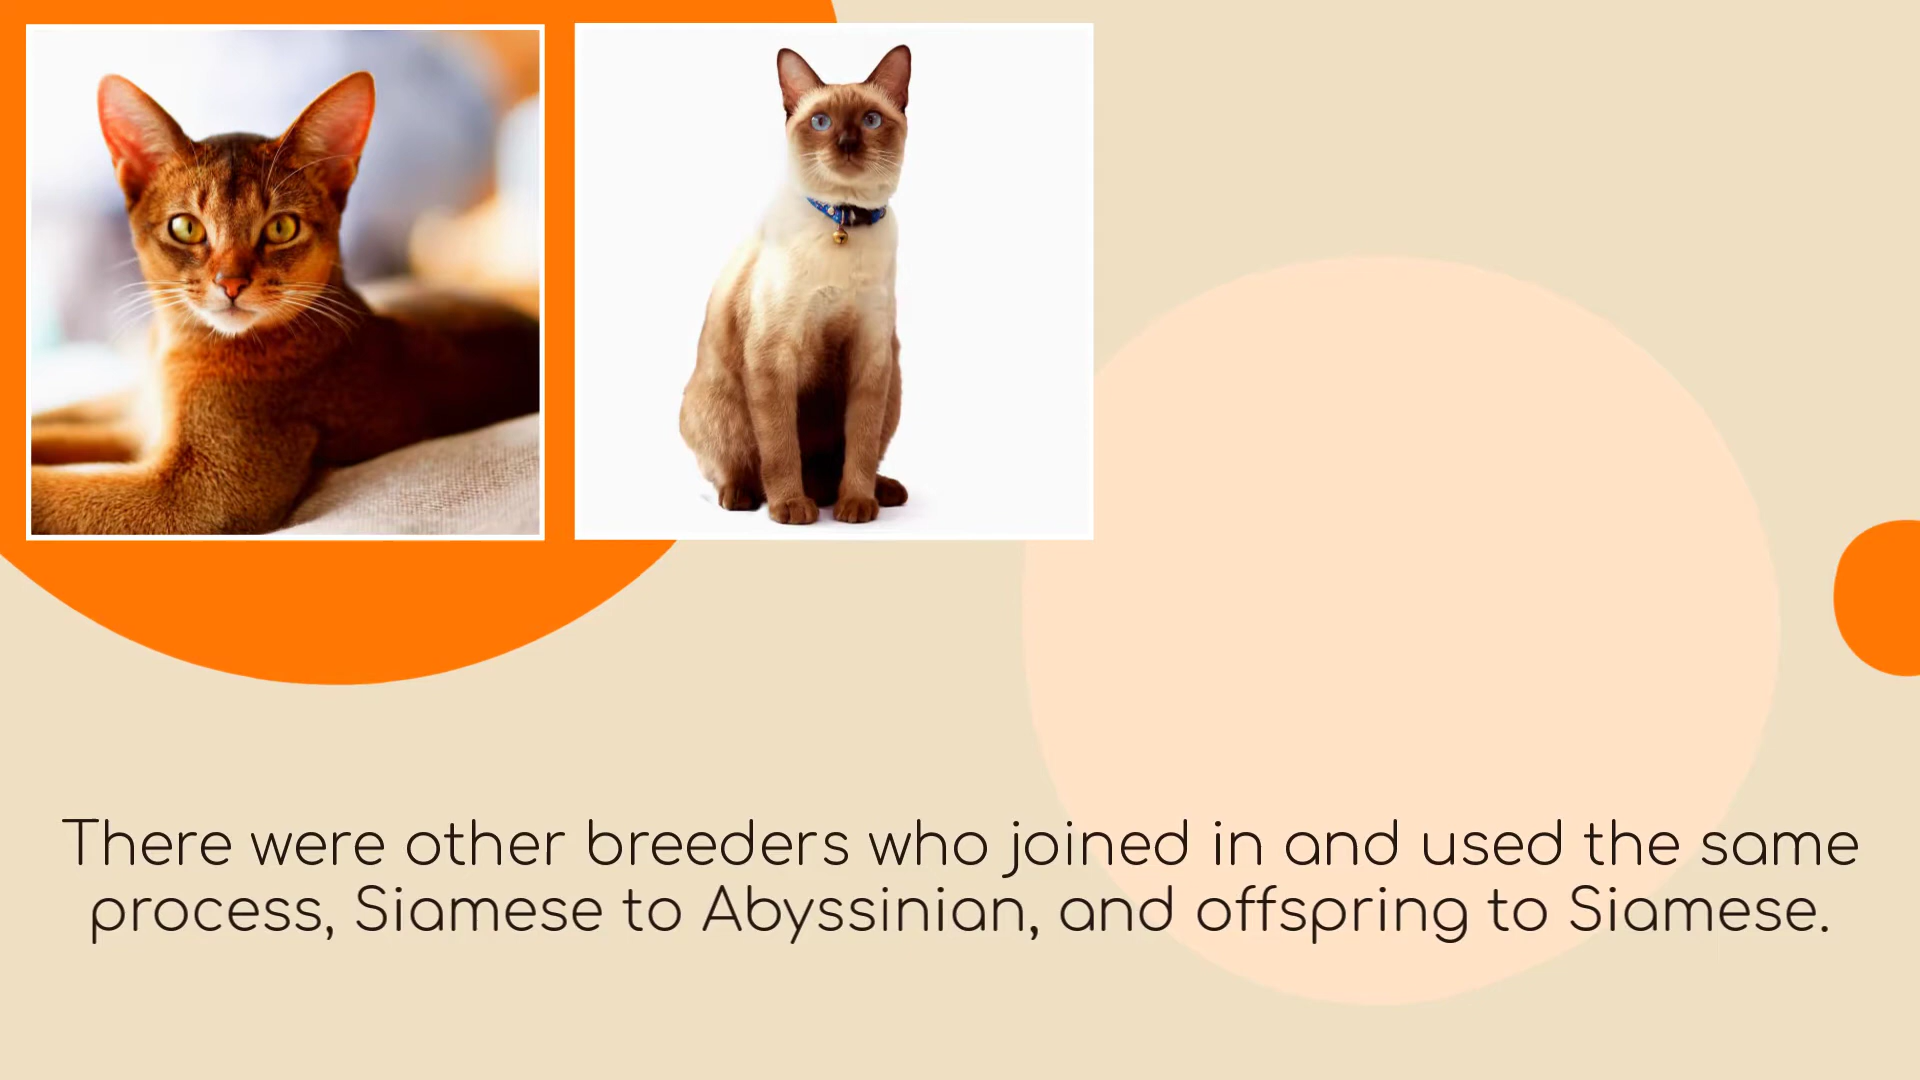 There were other breeders who joined in and used the same
process, Siamese to Abyssinian, and offspring to Siamese.